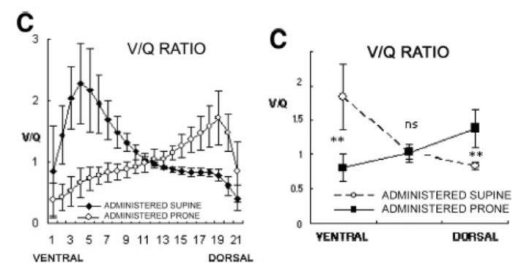 C
V/Q RATIO
3
2
1
0
V/Q
ADMINISTERED SUPINE
ADMINISTERED PRONE
1 3 5 7 9 11 13 15 17 19 21
VENTRAL DORSAL
C
V/Q RATIO
2
1.5
1
0.5
0
V/Q
ns
**
**
ADMINISTERED SUPINE
ADMINISTERED PRONE
VENTRAL DORSAL